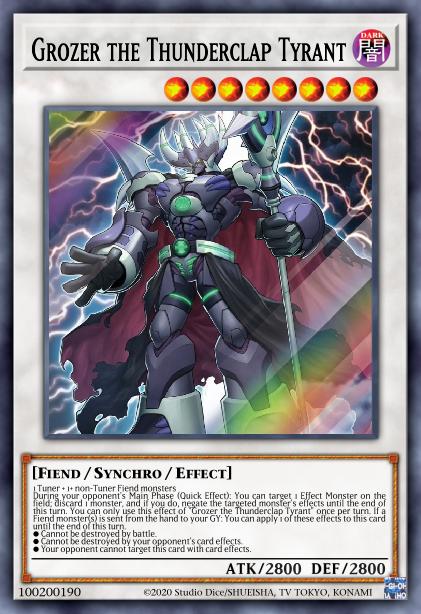 GROZER THE THUNDERCLAP TYRANT
DARK
闇
[FIEND / SYNCHRO / EFFECT]
1 Tuner + 1+ non-Tuner Fiend monsters
During your opponent's Main Phase (Quick Effect): You can target 1 Effect Monster on the
field; discard 1 monster, and if you do, negate the targeted monster's effects until the end of
this turn. You can only use this effect of "Grozer the Thunderclap Tyrant" once per turn. If a
Fiend monster(s) is sent from the hand to your GY: You can apply 1 of these effects to this card
until the end of this turn.
● Cannot be destroyed by battle.
● Cannot be destroyed by your opponent's card effects.
● Your opponent cannot target this card with card effects.
ATK/2800 DEF/2800
100200190
©2020 Studio Dice/SHUEISHA, TV TOKYO, KONAMI